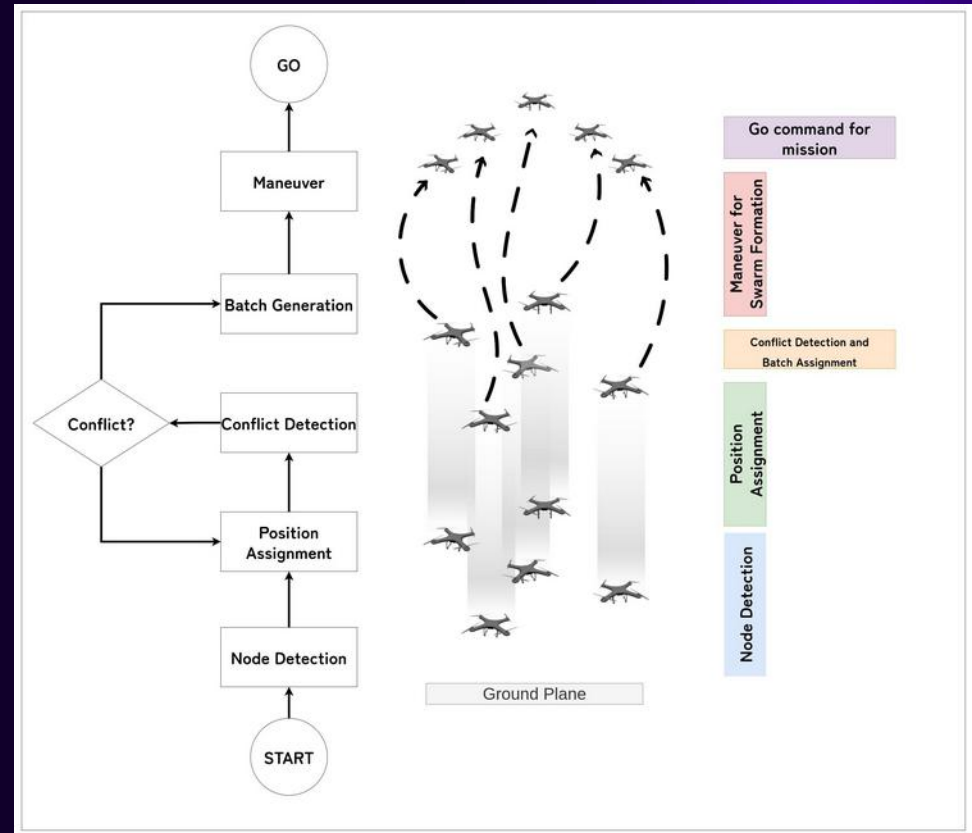 GO
Maneuver
Batch Generation
Conflict?
Conflict Detection
Position
Assignment
Node Detection
START
Ground Plane
Go command for
mission
Maneuver for
Swarm Formation
Conflict Detection and
Batch Assignment
Position
Assignment
Node Detection